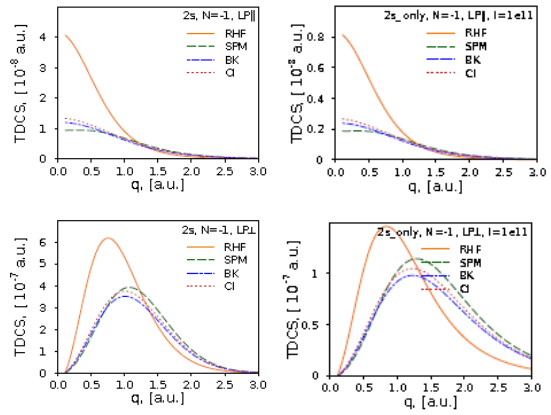 2s, N=-1, LP∥
RHF
SPM
BK
CI
TDCS, [ 10⁻⁸ a.u.]
5
4
3
2
1
0
0.0 0.5 1.0 1.5 2.0 2.5 3.0
q, [a.u.]
2s_only, N=-1, LP∥, I=1e11
RHF
SPM
BK
CI
TDCS, [ 10⁻⁸ a.u.]
0.8
0.6
0.4
0.2
0
0.0 0.5 1.0 1.5 2.0 2.5 3.0
q, [a.u.]
2s, N=-1, LP⊥
RHF
SPM
BK
CI
TDCS, [ 10⁻⁷ a.u.]
6
5
4
3
2
1
0
0.0 0.5 1.0 1.5 2.0 2.5 3.0
q, [a.u.]
2s_only, N=-1, LP⊥, I=1e11
RHF
SPM
BK
CI
TDCS, [ 10⁻⁷ a.u.]
1
0.5
0
0.0 0.5 1.0 1.5 2.0 2.5 3.0
q, [a.u.]